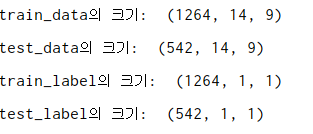 train_data의 크기:  (1264, 14, 9)
test_data의 크기:  (542, 14, 9)
train_label의 크기:  (1264, 1, 1)
test_label의 크기:  (542, 1, 1)